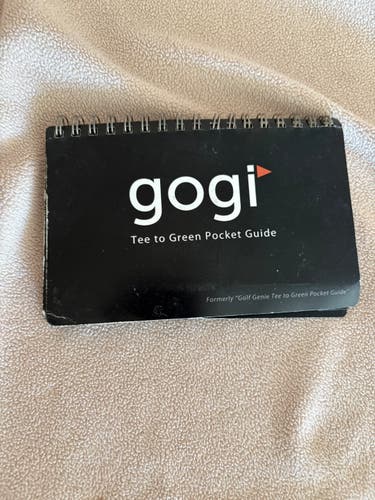 gogi
Tee to Green Pocket Guide
Formerly "Golf Genie Tee to Green Pocket Guide"